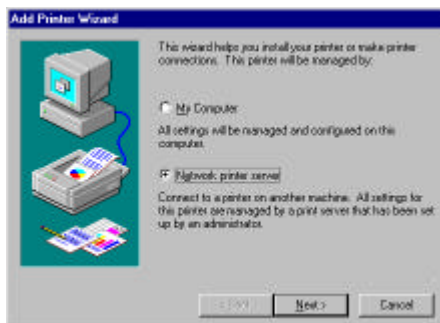 Add Printer Wizard
This wizard helps you install your printer or make printer
connections. This printer will be managed by:
My Computer
All settings will be managed and configured on this
computer.
Network printer server
Connect to a printer on another machine. All settings for
this printer are managed by a print server that has been set
up by an administrator.
< Back
Next >
Cancel